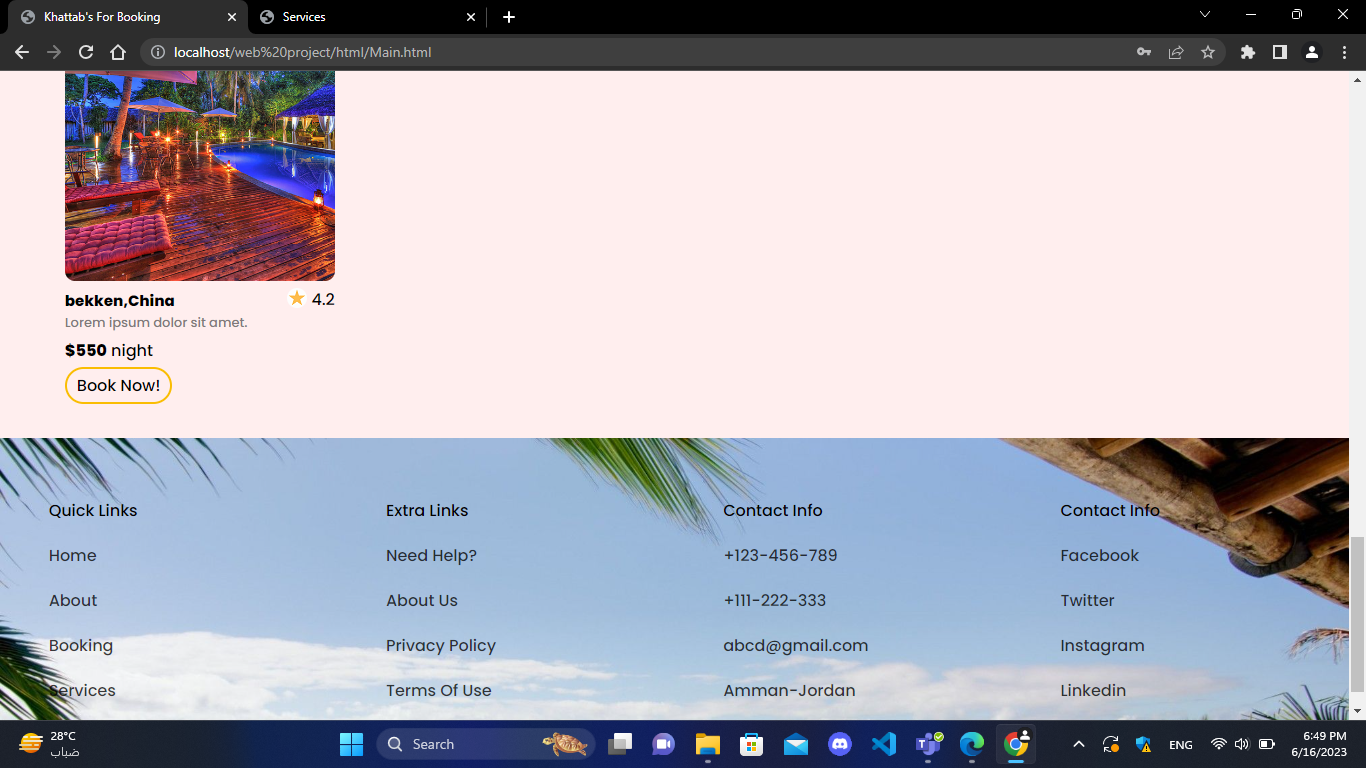 Khattab's For Booking
Services
localhost/web%20project/html/Main.html
bekken,China
4.2
Lorem ipsum dolor sit amet.
$550 night
Book Now!
Quick Links
Home
About
Booking
Services
Extra Links
Need Help?
About Us
Privacy Policy
Terms Of Use
Contact Info
+123-456-789
+111-222-333
abcd@gmail.com
Amman-Jordan
Contact Info
Facebook
Twitter
Instagram
Linkedin
28°C
ضباب
Search
ENG
6:49 PM
6/16/2023